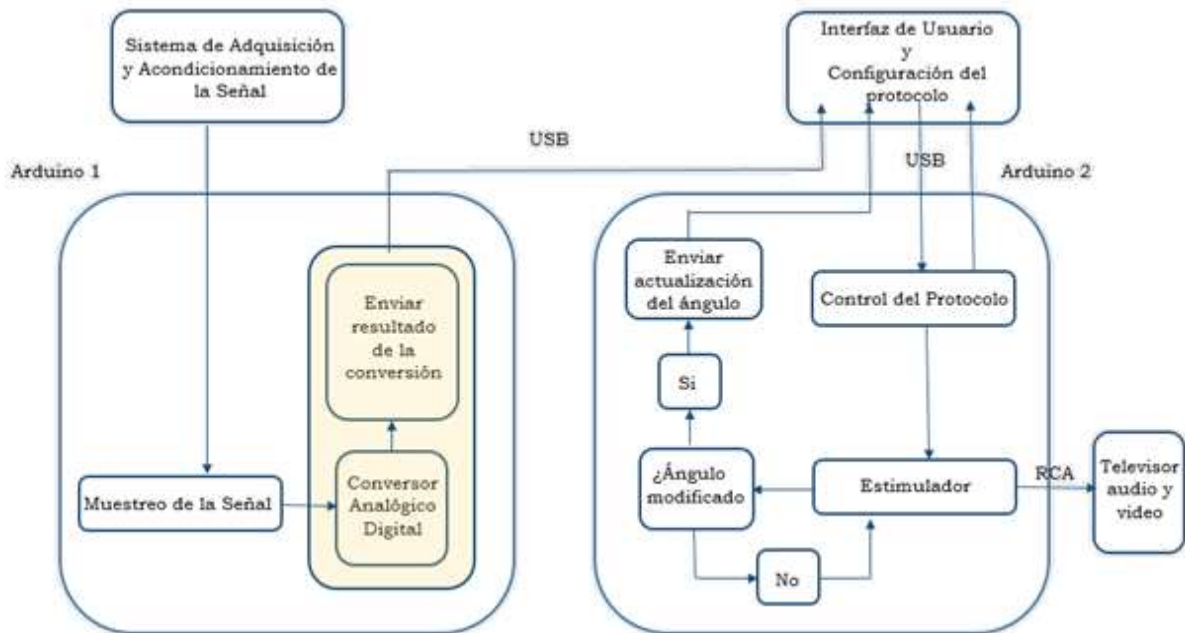 Sistema de Adquisición
y Acondicionamiento de
la Señal
Interfaz de Usuario
y
Configuración del
protocolo
USB
USB
Arduino 1
Arduino 2
Enviar
resultado
de la
conversión
Muestreo de la Señal
Conversor
Analógico
Digital
Enviar
actualización
del ángulo
Control del Protocolo
Si
¿Ángulo
modificado
Estimulador
RCA
Televisor
audio y
video
No